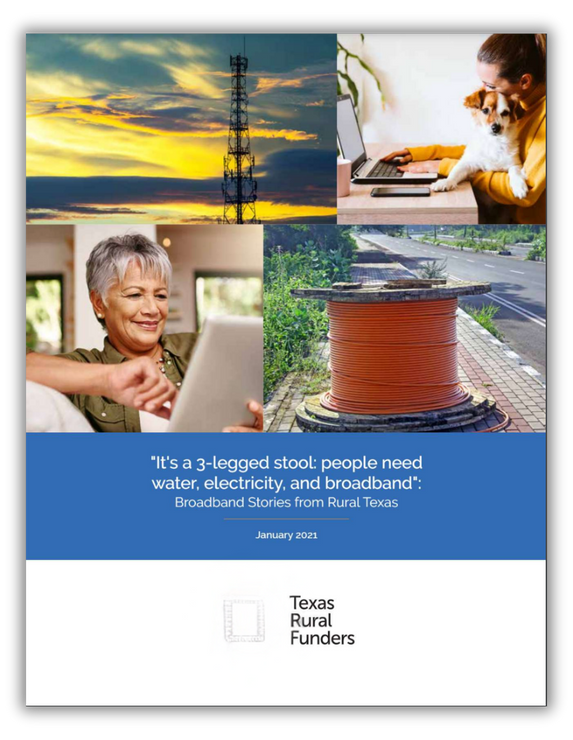 "It's a 3-legged stool: people need
water, electricity, and broadband":
Broadband Stories from Rural Texas
January 2021
Texas
Rural
Funders